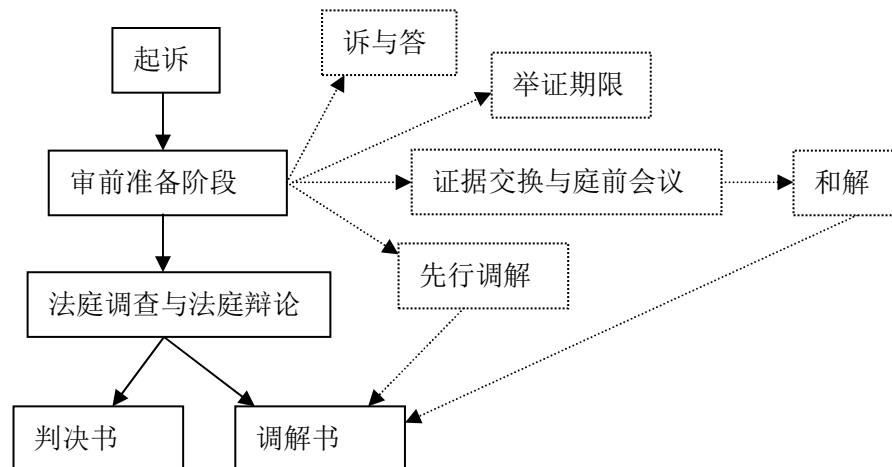 诉与答
起诉
举证期限
审前准备阶段
证据交换与庭前会议
和解
先行调解
法庭调查与法庭辩论
判决书
调解书